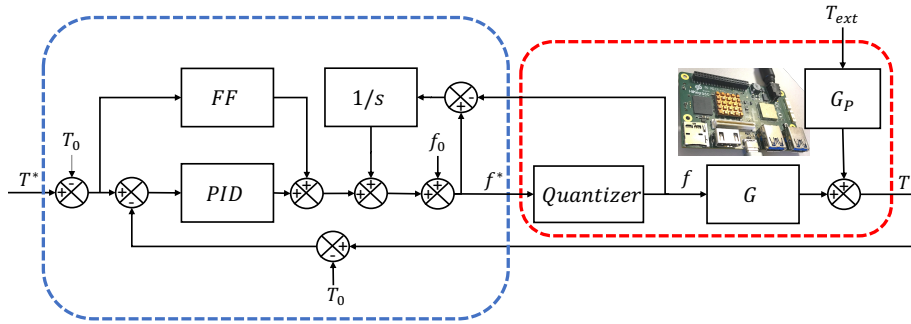 T_ext
T_0
FF
1/s
G_P
f_0
T*
PID
f*
Quantizer
f
G
T
T_0